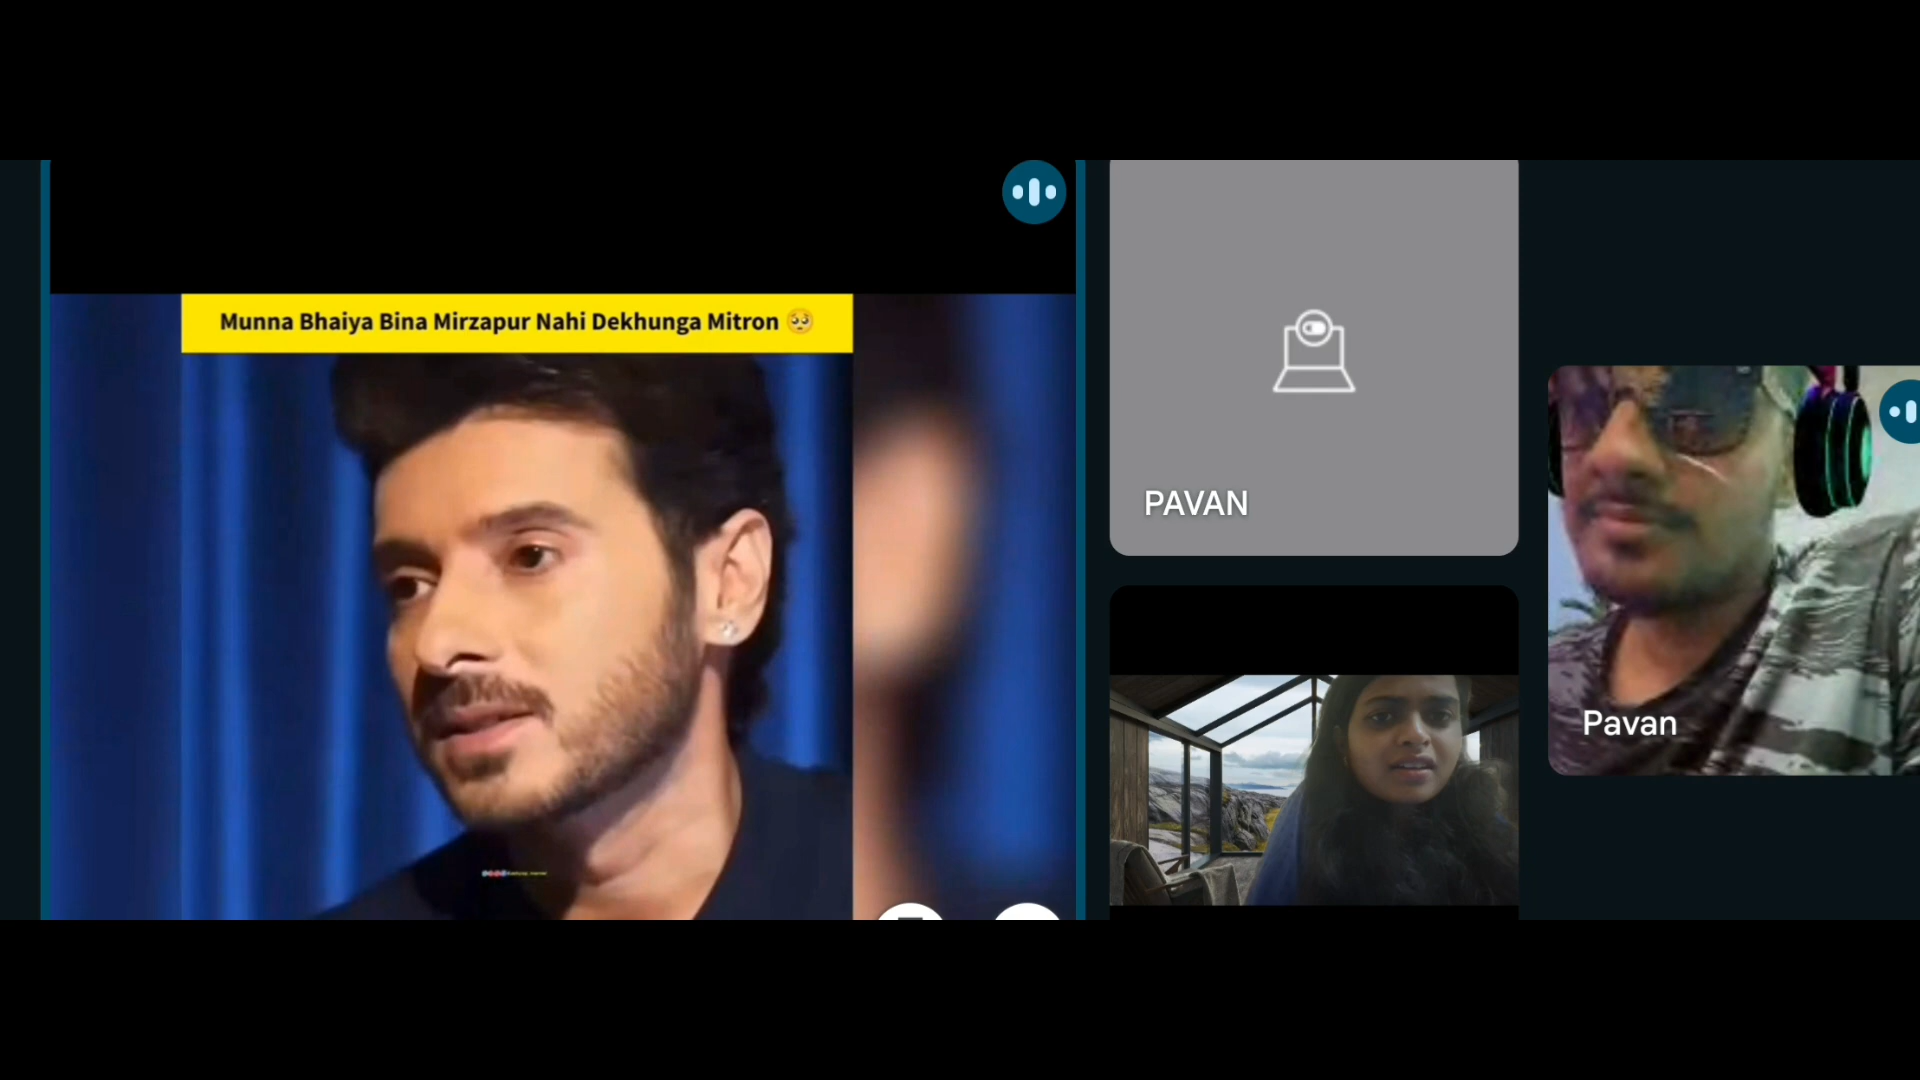 Munna Bhaiya Bina Mirzapur Nahi Dekhunga Mitron 🥺
PAVAN
Pavan